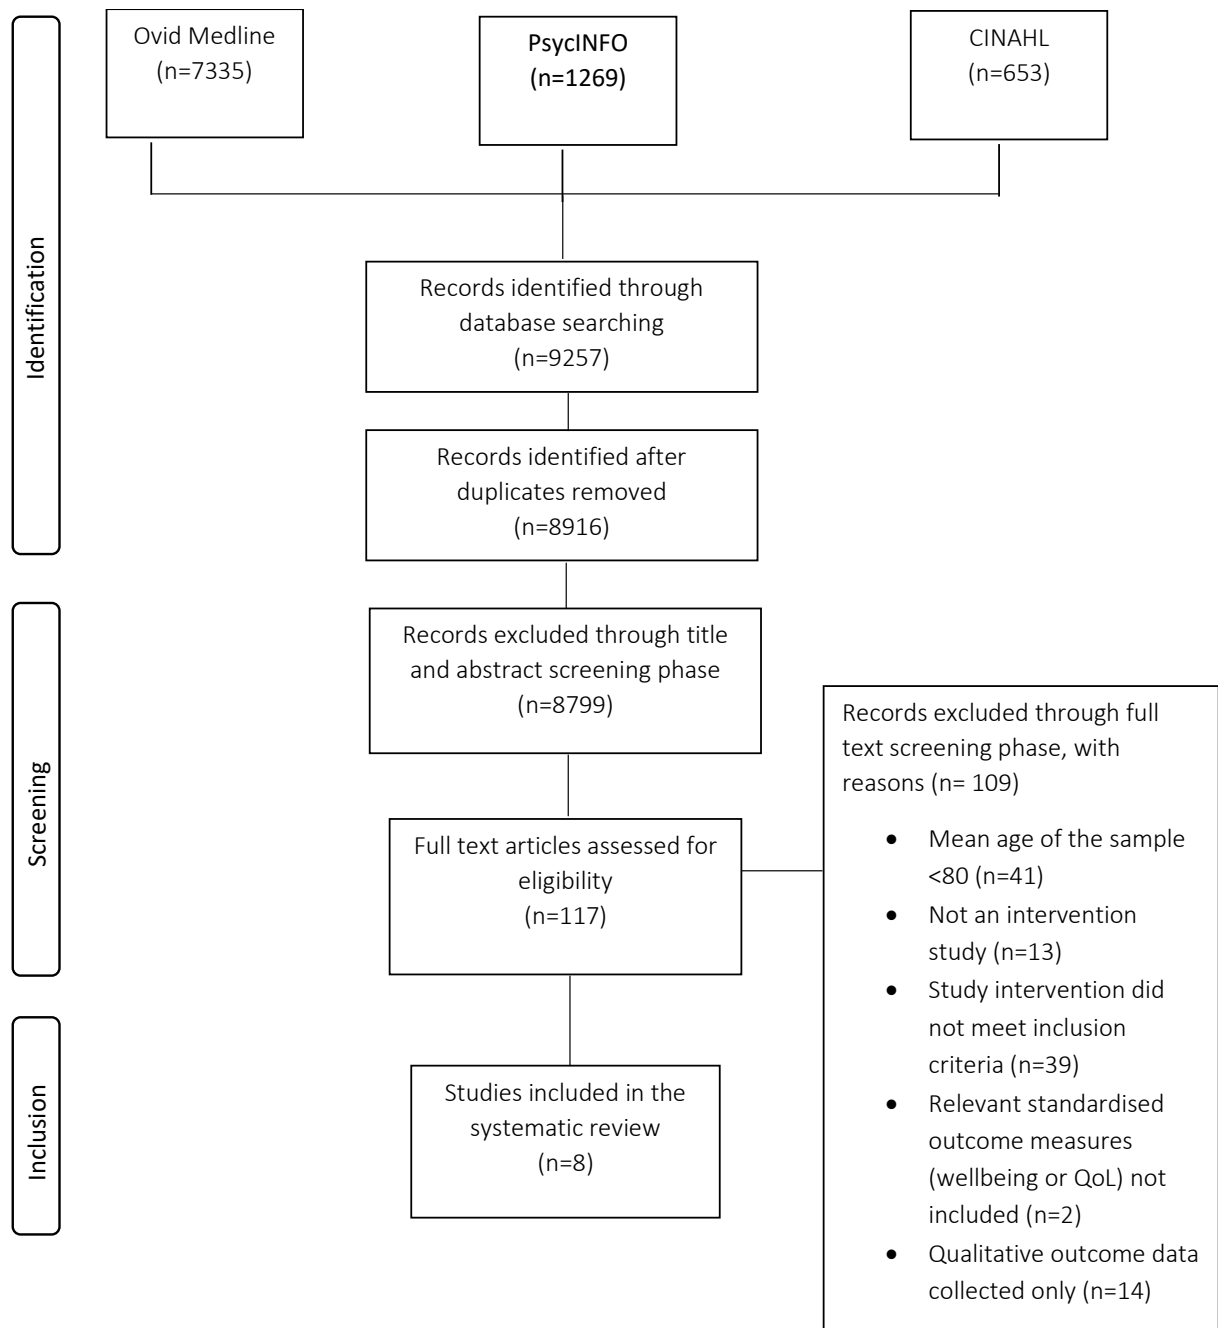 Ovid Medline
(n=7335)
PsycINFO
(n=1269)
CINAHL
(n=653)
Identification
Records identified through
database searching
(n=9257)
Records identified after
duplicates removed
(n=8916)
Screening
Records excluded through title
and abstract screening phase
(n=8799)
Full text articles assessed for
eligibility
(n=117)
Records excluded through full
text screening phase, with
reasons (n= 109)
• Mean age of the sample
<80 (n=41)
• Not an intervention
study (n=13)
• Study intervention did
not meet inclusion
criteria (n=39)
• Relevant standardised
outcome measures
(wellbeing or QoL) not
included (n=2)
• Qualitative outcome data
collected only (n=14)
Inclusion
Studies included in the
systematic review
(n=8)